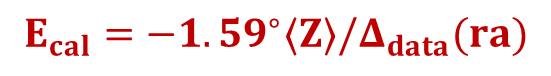 E_cal = −1.59°⟨Z⟩/Δ_data(ra)